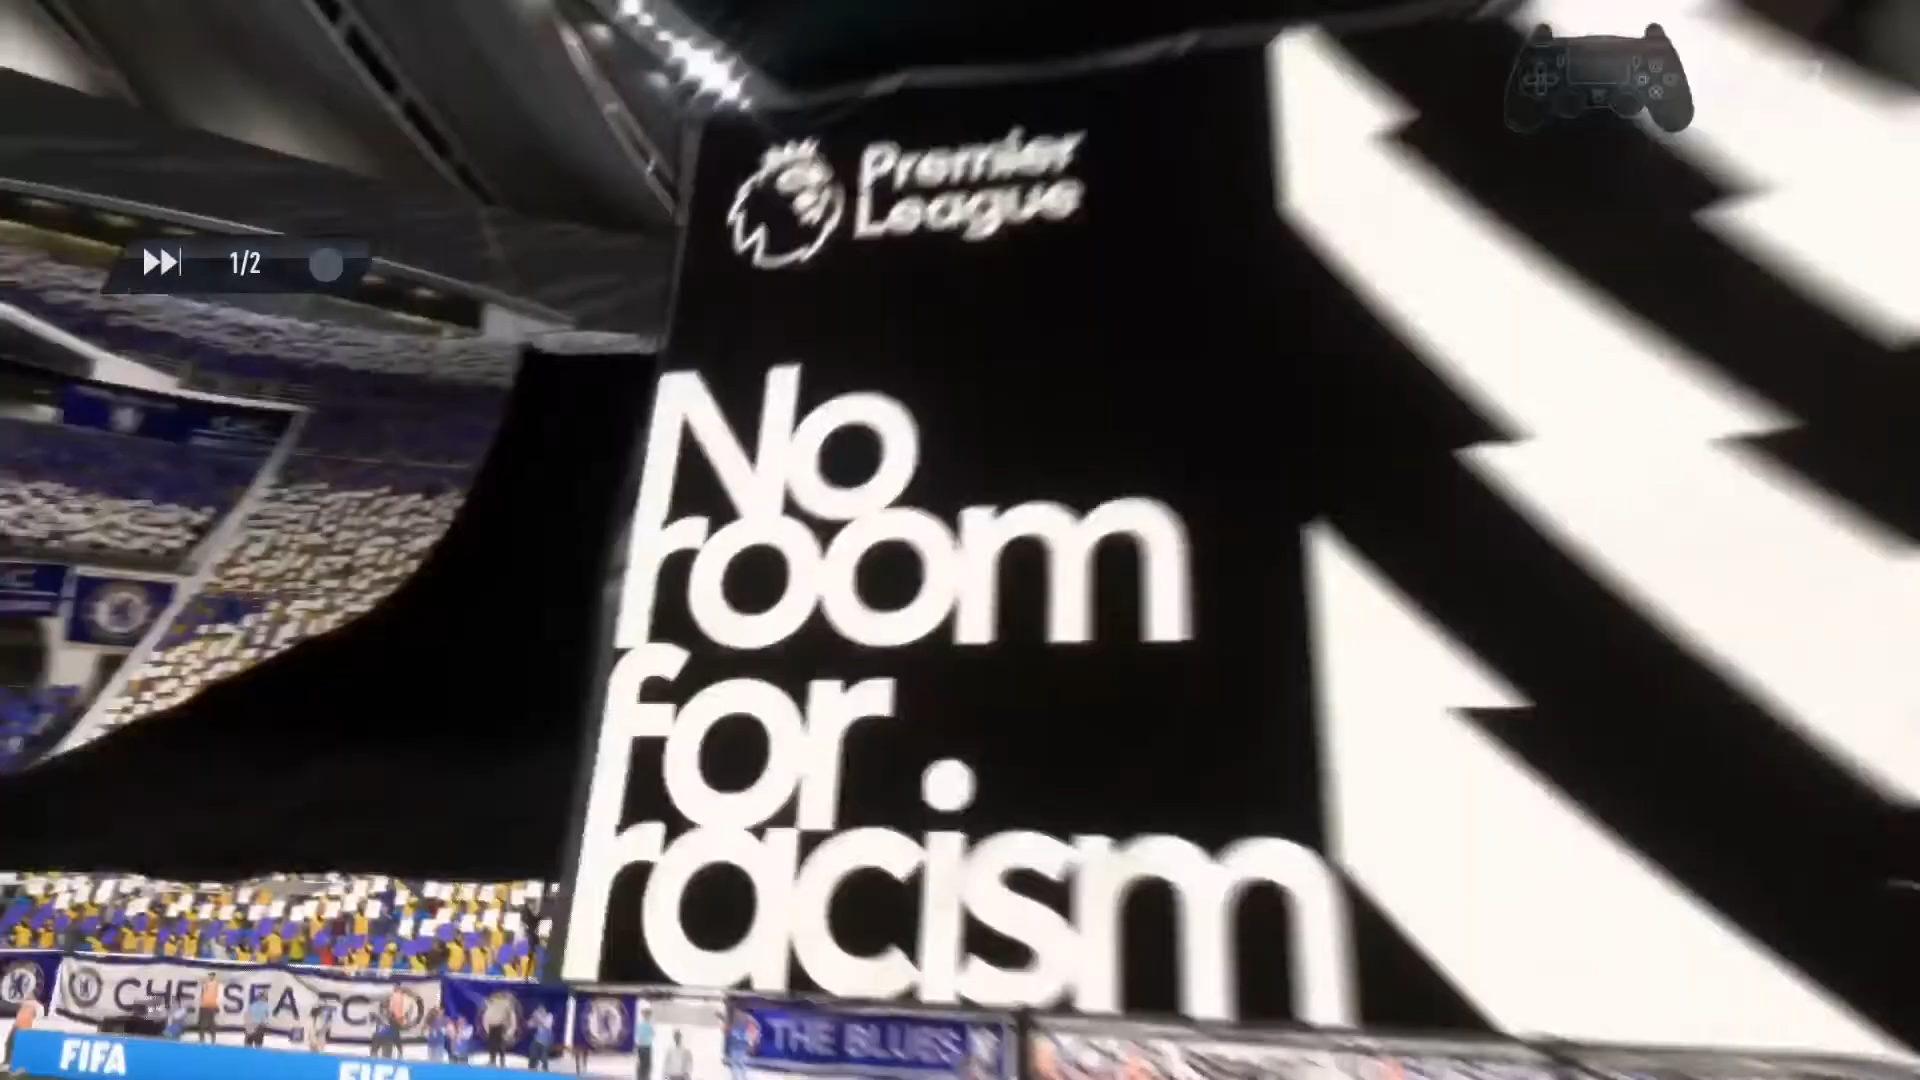 Premier
League
1/2
No
room
for
racism
CHELSEA FC
THE BLUES
FIFA
FIFA